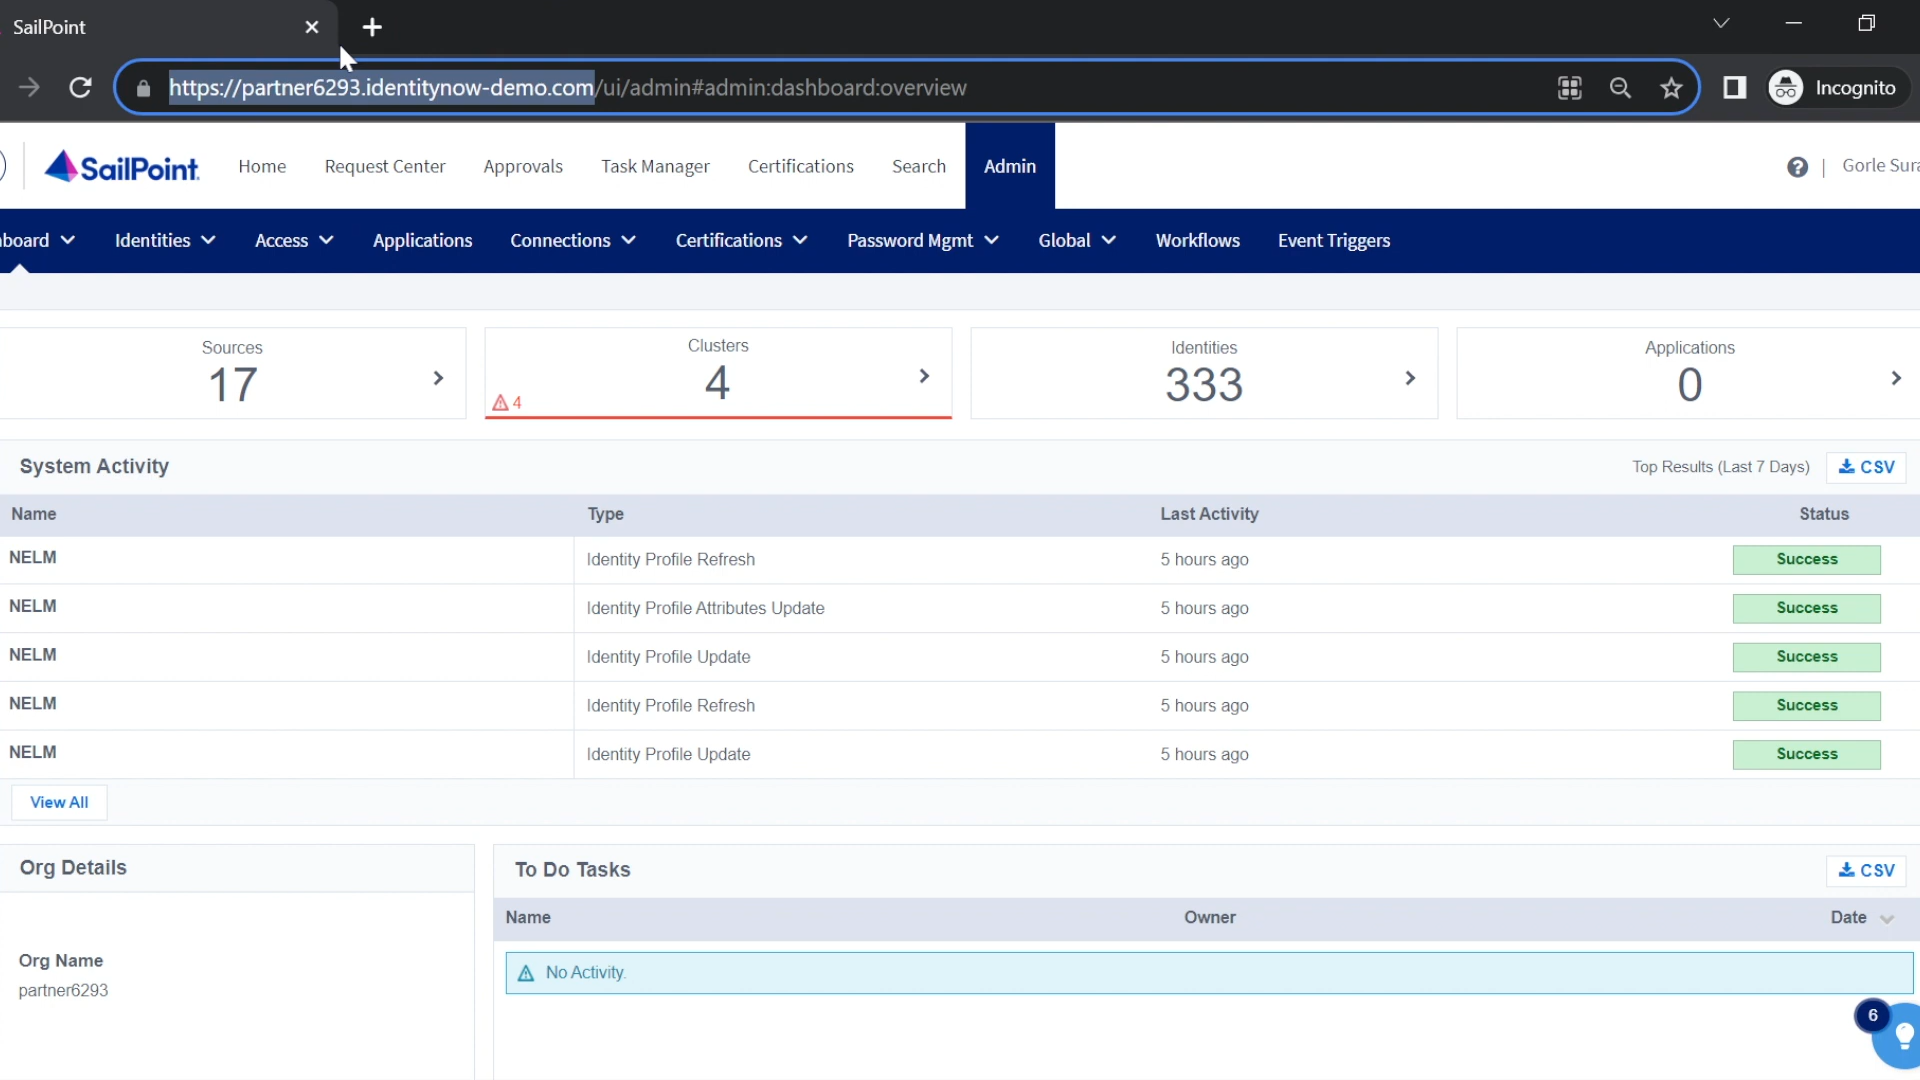 SailPoint
https://partner6293.identitynow-demo.com/ui/admin#admin:dashboard:overview
Incognito
SailPoint. Home Request Center Approvals Task Manager Certifications Search Admin Gorle Sura
board Identities Access Applications Connections Certifications Password Mgmt Global Workflows Event Triggers
Sources Clusters Identities Applications
17 4 333 0
4
System Activity Top Results (Last 7 Days) CSV
Name Type Last Activity Status
NELM Identity Profile Refresh 5 hours ago Success
NELM Identity Profile Attributes Update 5 hours ago Success
NELM Identity Profile Update 5 hours ago Success
NELM Identity Profile Refresh 5 hours ago Success
NELM Identity Profile Update 5 hours ago Success
View All
Org Details
To Do Tasks CSV
Name Owner Date
Org Name
partner6293
No Activity.
6